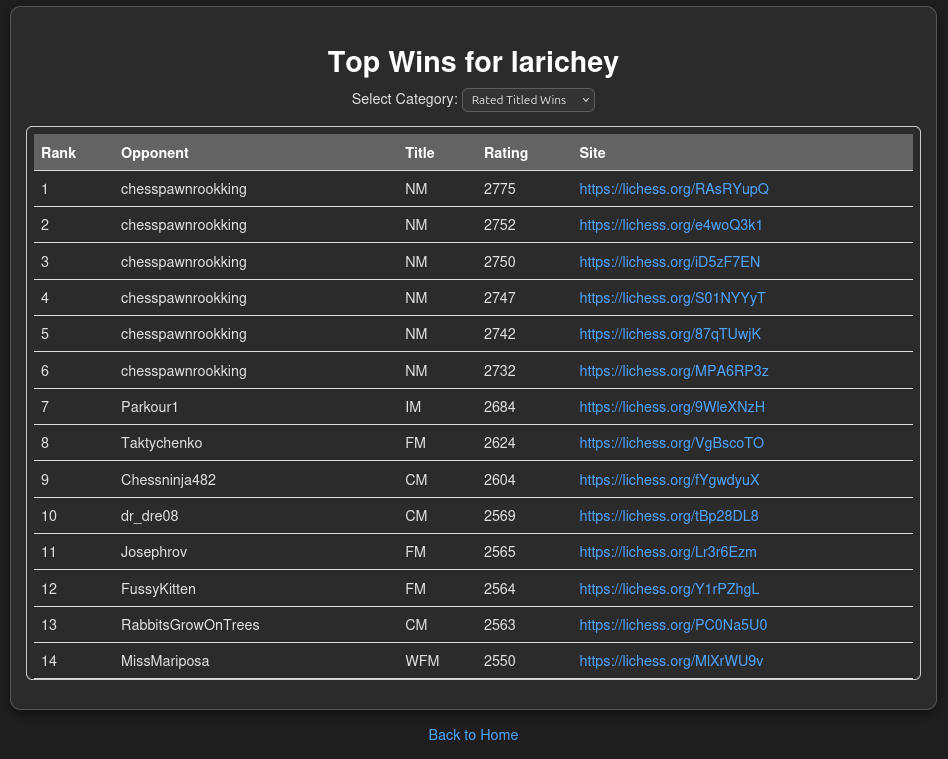 Top Wins for larichey
Select Category: Rated Titled Wins
Rank Opponent Title Rating Site
1 chesspawnrookking NM 2775 https://lichess.org/RAsRYupQ
2 chesspawnrookking NM 2752 https://lichess.org/e4woQ3k1
3 chesspawnrookking NM 2750 https://lichess.org/iD5zF7EN
4 chesspawnrookking NM 2747 https://lichess.org/S01NYYyT
5 chesspawnrookking NM 2742 https://lichess.org/87qTUwjK
6 chesspawnrookking NM 2732 https://lichess.org/MPA6RP3z
7 Parkour1 IM 2684 https://lichess.org/9WleXNzH
8 Taktychenko FM 2624 https://lichess.org/VgBscoTO
9 Chessninja482 CM 2604 https://lichess.org/fYgwdyuX
10 dr_dre08 CM 2569 https://lichess.org/tBp28DL8
11 Josephrov FM 2565 https://lichess.org/Lr3r6Ezm
12 FussyKitten FM 2564 https://lichess.org/Y1rPZhgL
13 RabbitsGrowOnTrees CM 2563 https://lichess.org/PC0Na5U0
14 MissMariposa WFM 2550 https://lichess.org/MlXrWU9v
Back to Home